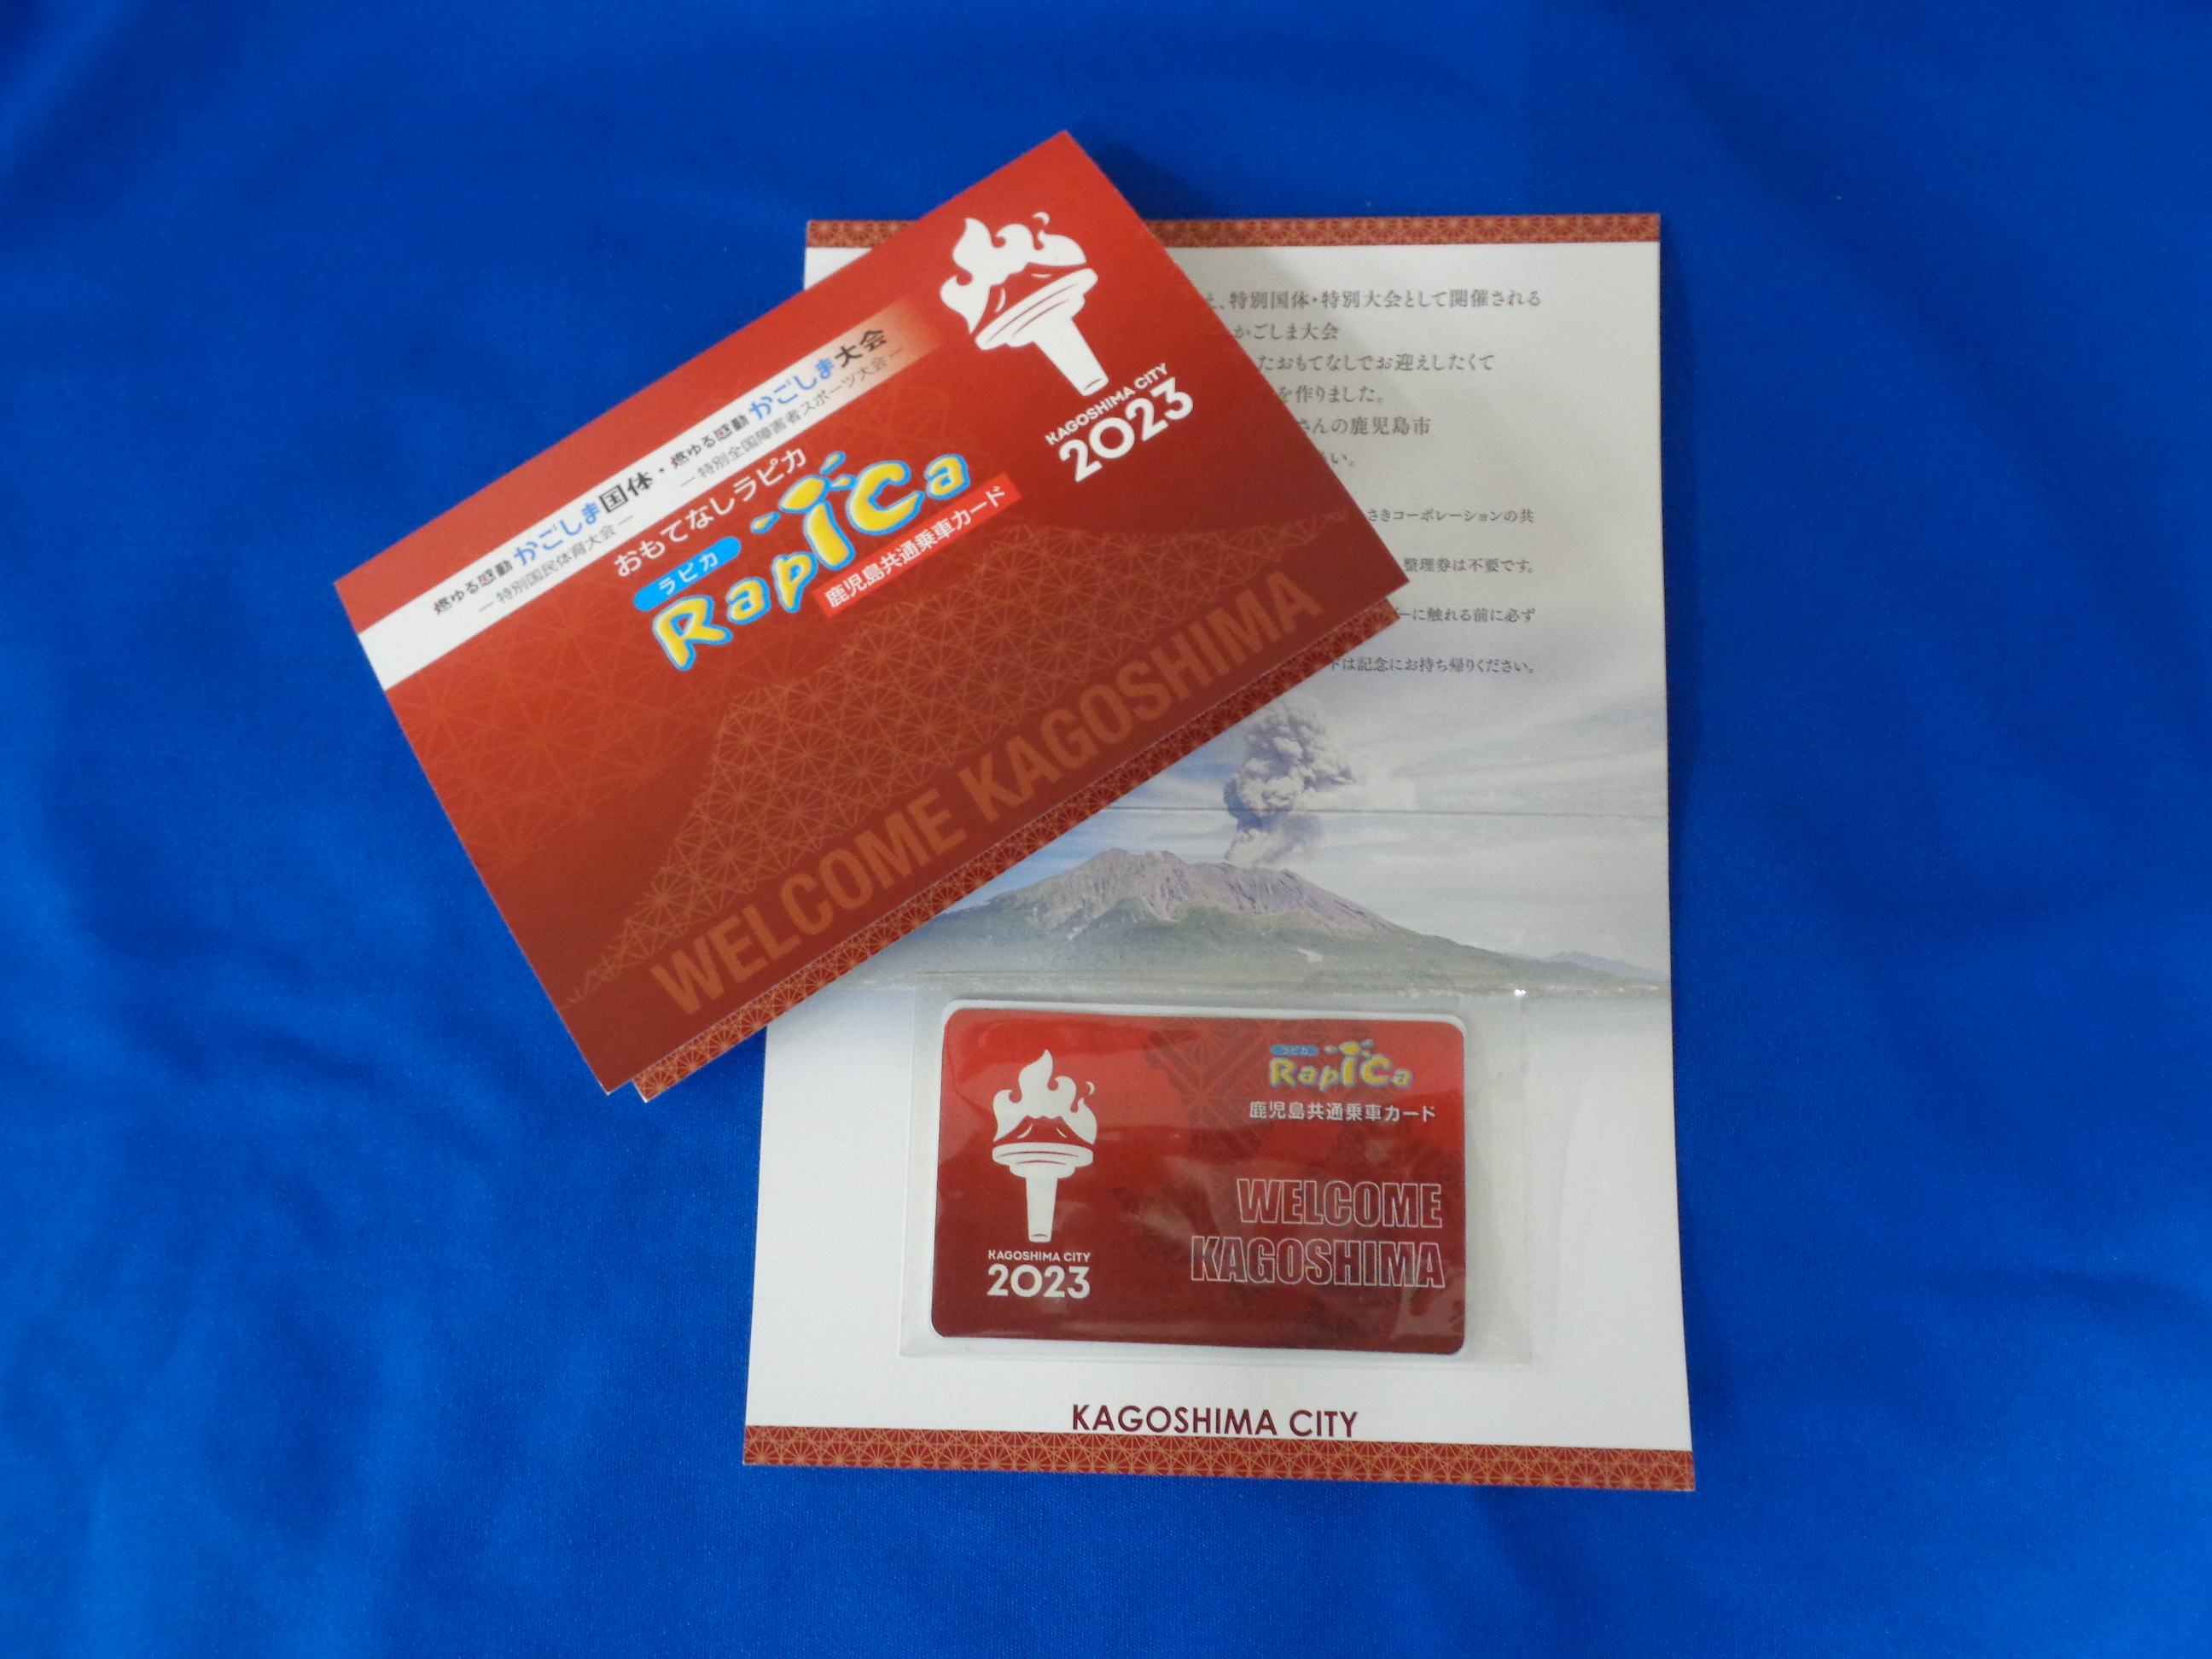 燃ゆる感動 かごしま国体・燃ゆる感動 かごしま大会
―特別国民体育大会― ―特別全国障害者スポーツ大会―
おもてなしラピカ
ラピカ
RapiCa
鹿児島共通乗車カード
KAGOSHIMA CITY
2023
WELCOME KAGOSHIMA
え、特別国体・特別大会として開催される
かごしま大会
たおもてなしでお迎えしたくて
を作りました。
さんの鹿児島市
い。
さきコーポレーションの共
整理券は不要です。
ーに触れる前に必ず
ドは記念にお持ち帰りください。
ラピカ
RapiCa
鹿児島共通乗車カード
WELCOME
KAGOSHIMA
KAGOSHIMA CITY
2023
KAGOSHIMA CITY